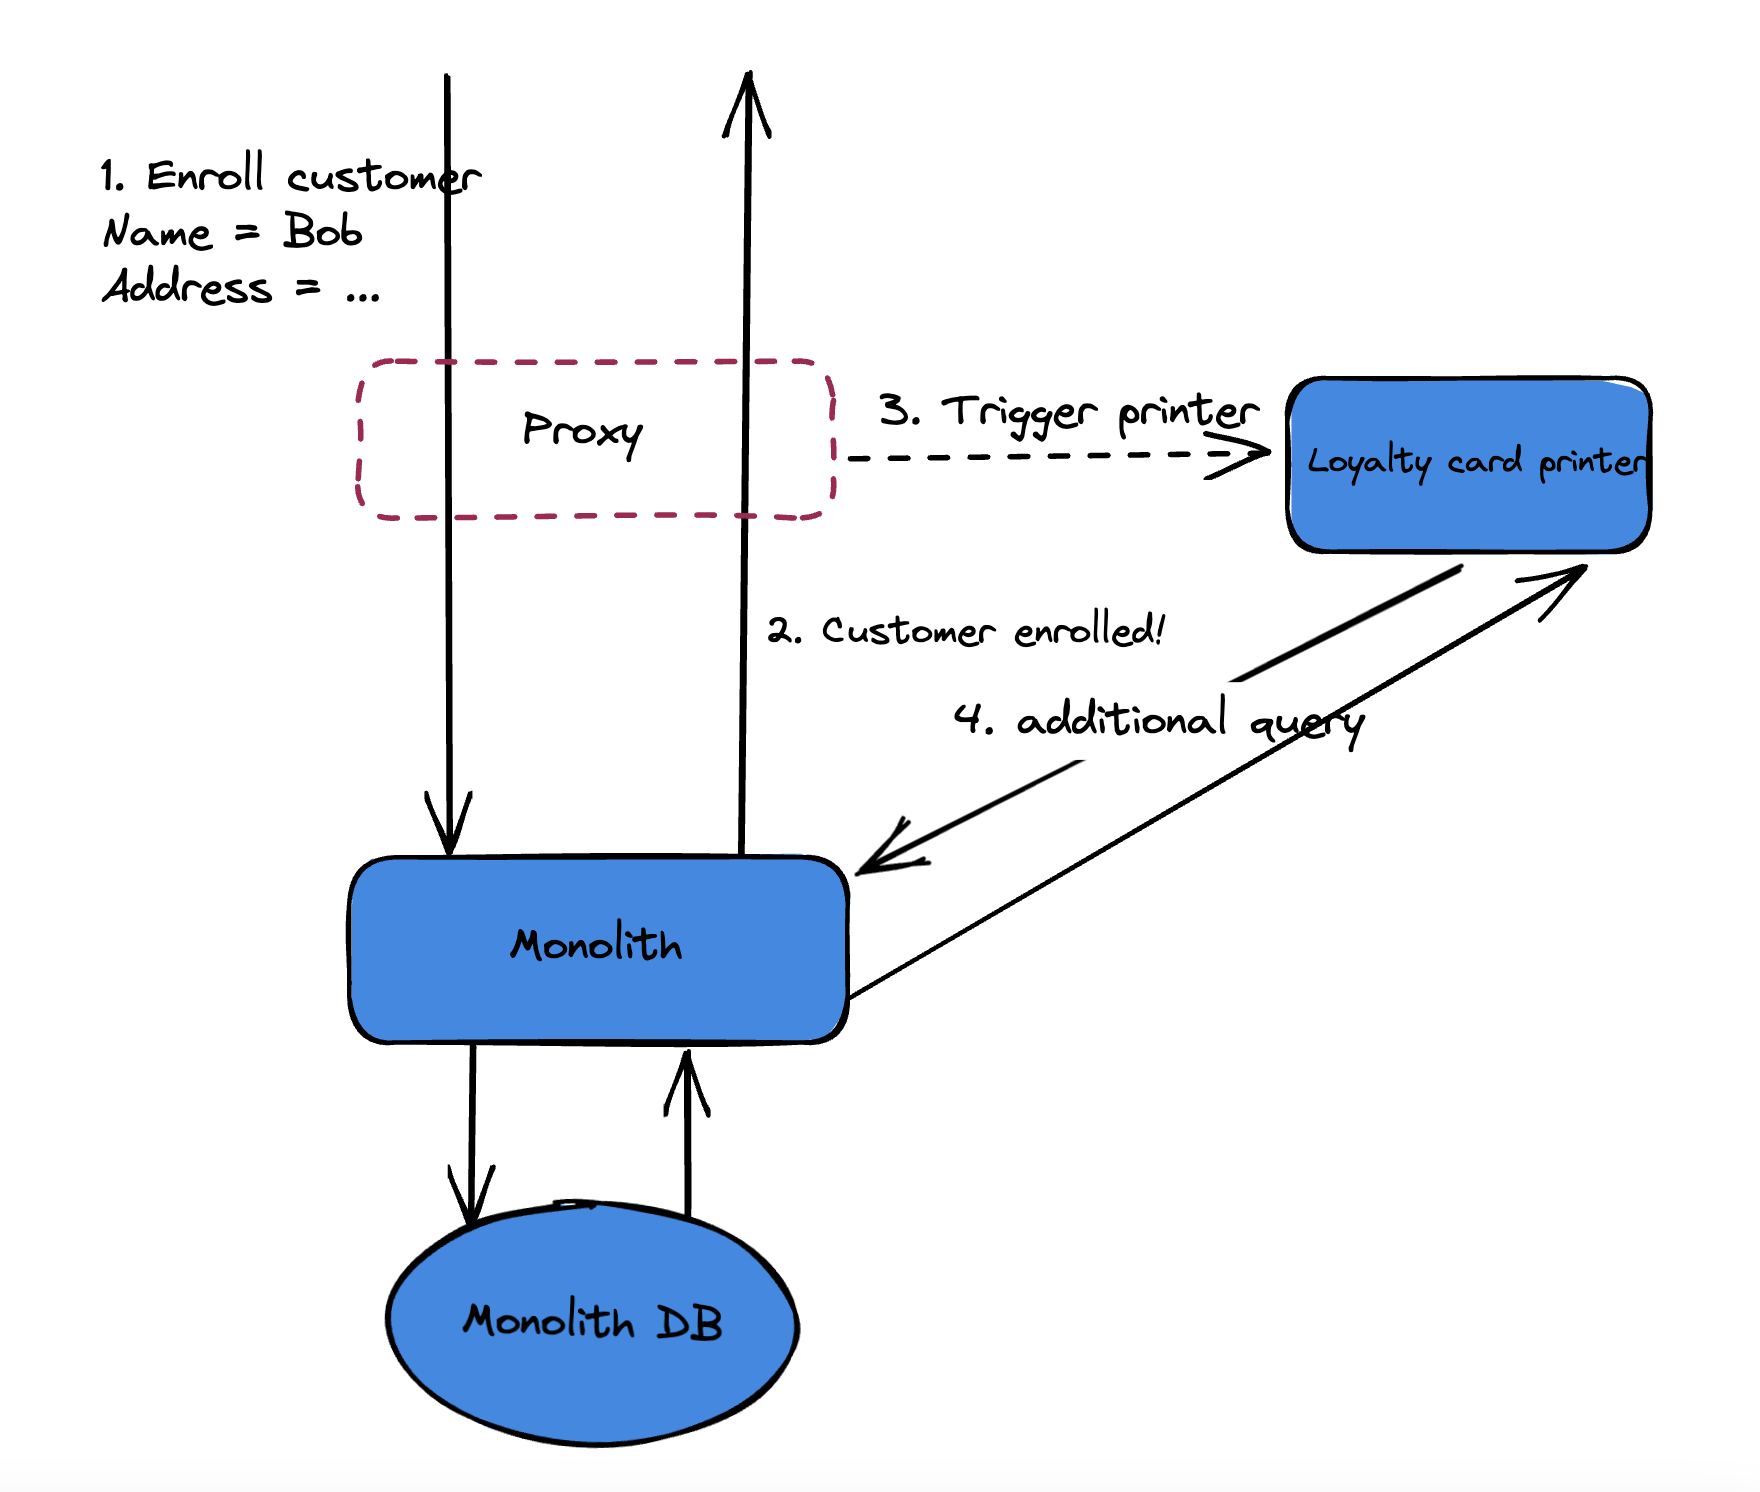 1. Enroll customer
Name = Bob
Address = ...
Proxy
3. Trigger printer
Loyalty card printer
2. Customer enrolled!
4. additional query
Monolith
Monolith DB